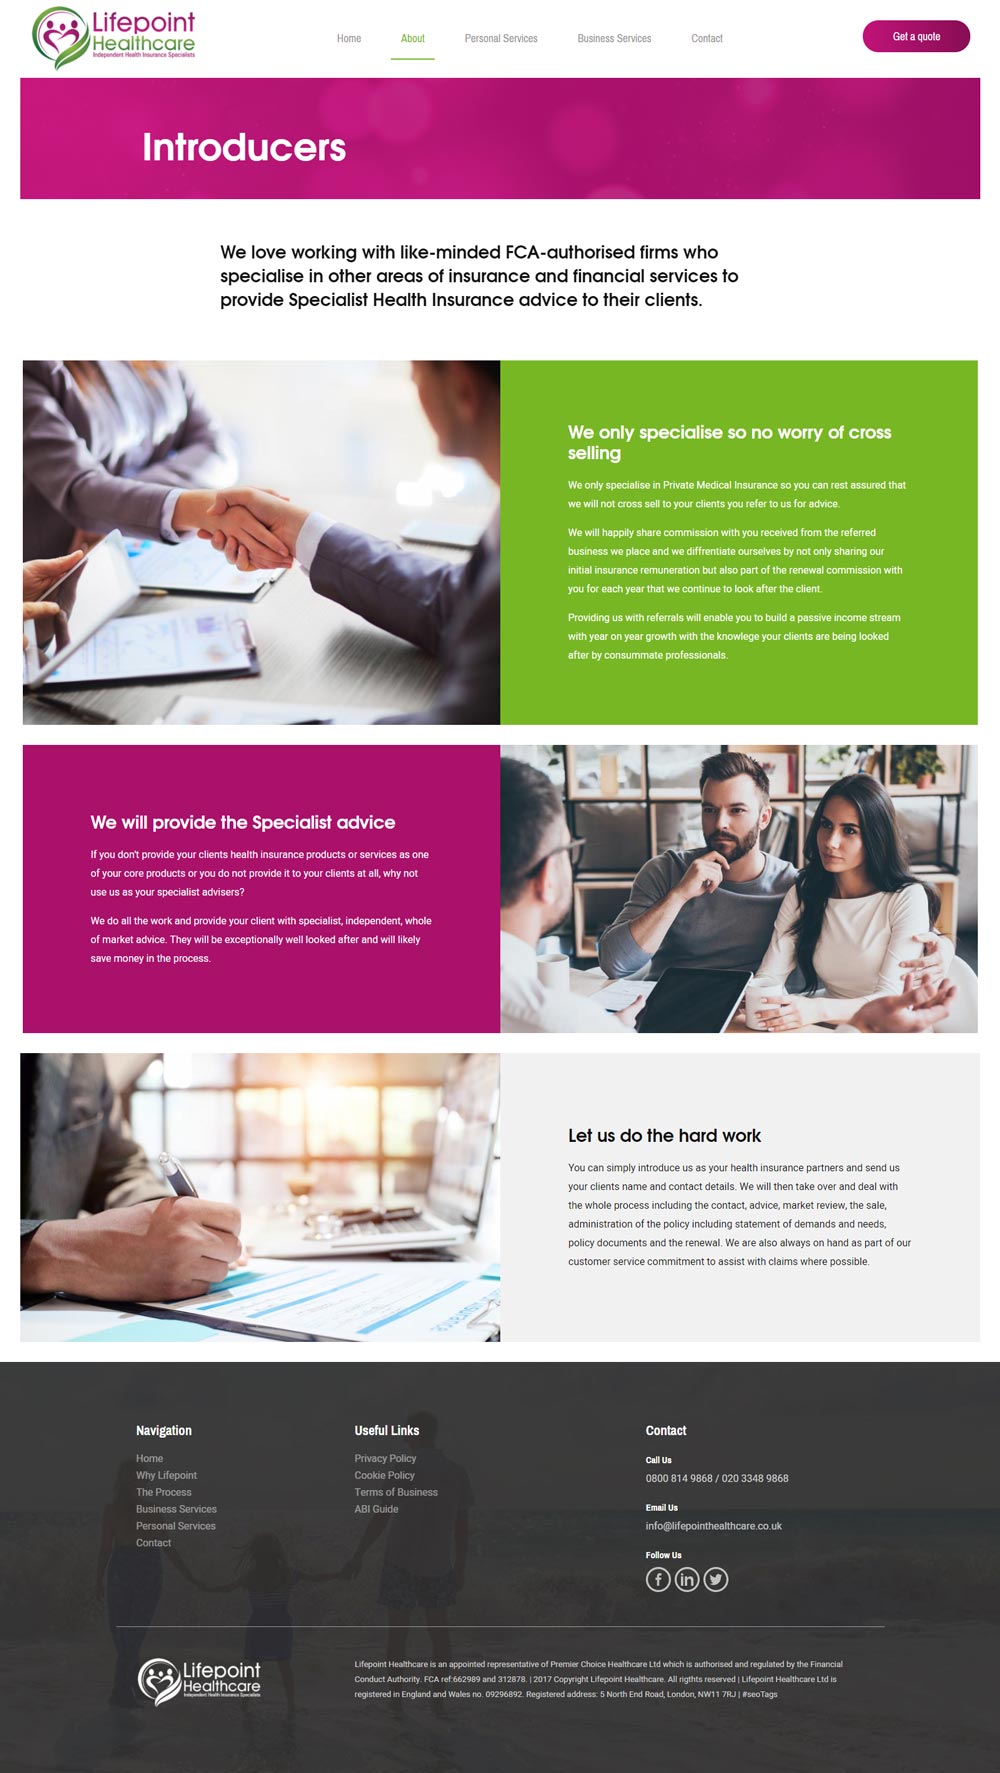 Lifepoint
Healthcare
Independent Health Insurance Specialists
Home
About
Personal Services
Business Services
Contact
Get a quote
Introducers
We love working with like-minded FCA-authorised firms who
specialise in other areas of insurance and financial services to
provide Specialist Health Insurance advice to their clients.
We only specialise so no worry of cross
selling
We only specialise in Private Medical Insurance so you can rest assured that
we will not cross sell to your clients you refer to us for advice.
We will happily share commission with you received from the referred
business we place and we diffrentiate ourselves by not only sharing our
initial insurance remuneration but also part of the renewal commission with
you for each year that we continue to look after the client.
Providing us with referrals will enable you to build a passive income stream
with year on year growth with the knowlege your clients are being looked
after by consummate professionals.
We will provide the Specialist advice
If you don't provide your clients health insurance products or services as one
of your core products or you do not provide it to your clients at all, why not
use us as your specialist advisers?
We do all the work and provide your client with specialist, independent, whole
of market advice. They will be exceptionally well looked after and will likely
save money in the process.
Let us do the hard work
You can simply introduce us as your health insurance partners and send us
your clients name and contact details. We will then take over and deal with
the whole process including the contact, advice, market review, the sale,
administration of the policy including statement of demands and needs,
policy documents and the renewal. We are also always on hand as part of our
customer service commitment to assist with claims where possible.
Navigation
Home
Why Lifepoint
The Process
Business Services
Personal Services
Contact
Useful Links
Privacy Policy
Cookie Policy
Terms of Business
ABI Guide
Contact
Call Us
0800 814 9868 / 020 3348 9868
Email Us
info@lifepointhealthcare.co.uk
Follow Us
Lifepoint
Healthcare
Independent Health Insurance Specialists
Lifepoint Healthcare is an appointed representative of Premier Choice Healthcare Ltd which is authorised and regulated by the Financial
Conduct Authority. FCA ref:662989 and 312878. | 2017 Copyright Lifepoint Healthcare. All rigthts reserved | Lifepoint Healthcare Ltd is
registered in England and Wales no. 09296892. Registered address: 5 North End Road, London, NW11 7RJ | #seoTags